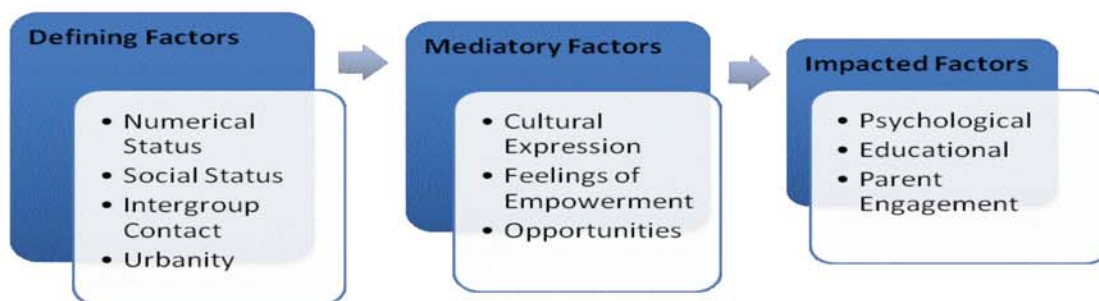 Defining Factors
• Numerical
Status
• Social Status
• Intergroup
Contact
• Urbanity
Mediatory Factors
• Cultural
Expression
• Feelings of
Empowerment
• Opportunities
Impacted Factors
• Psychological
• Educational
• Parent
Engagement